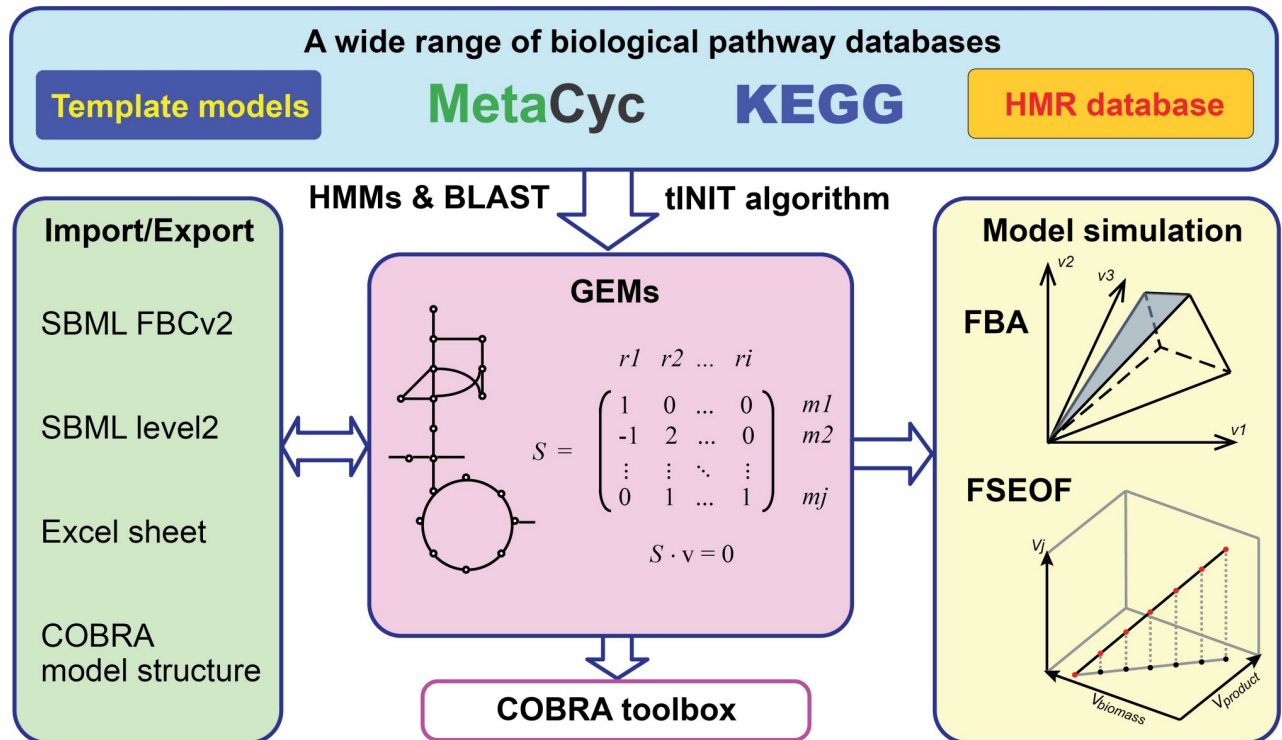 A wide range of biological pathway databases
Template models
MetaCyc
KEGG
HMR database
HMMs & BLAST
tINIT algorithm
Import/Export
SBML FBCv2
SBML level2
Excel sheet
COBRA
model structure
GEMs
r1 r2 ... ri
1 0 ... 0 m1
S = -1 2 ... 0 m2
⋮ ⋮ ⋱ ⋮
0 1 ... 1 mj
S · v = 0
COBRA toolbox
Model simulation
FBA
v2
v3
v1
FSEOF
Vj
Vbiomass
Vproduct